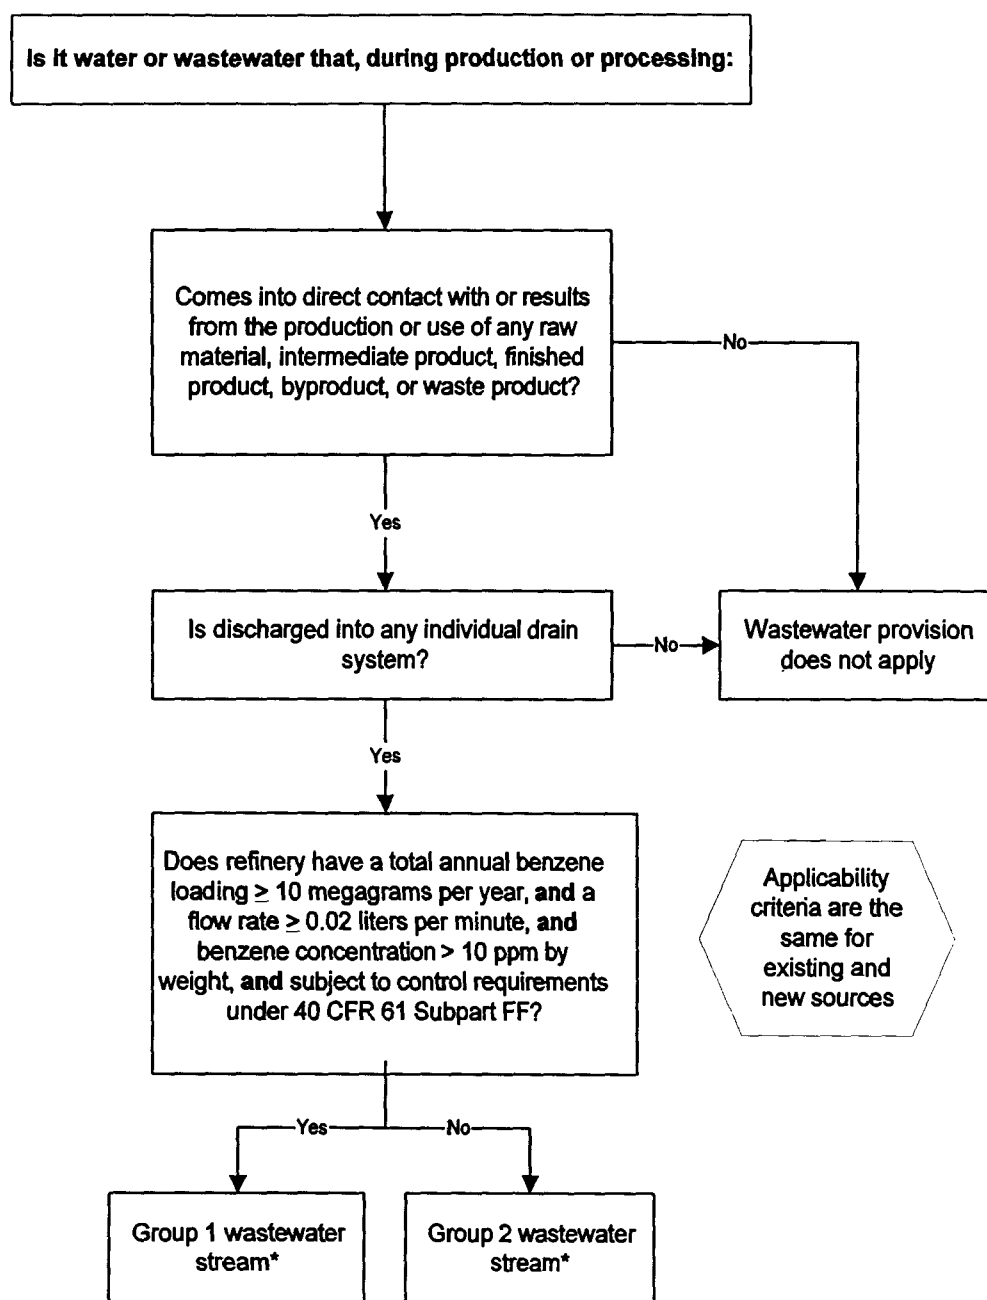 Is it water or wastewater that, during production or processing:
Comes into direct contact with or results
from the production or use of any raw
material, intermediate product, finished
product, byproduct, or waste product?
No
Yes
Is discharged into any individual drain
system?
No
Wastewater provision
does not apply
Yes
Does refinery have a total annual benzene
loading ≥ 10 megagrams per year, and a
flow rate ≥ 0.02 liters per minute, and
benzene concentration > 10 ppm by
weight, and subject to control requirements
under 40 CFR 61 Subpart FF?
Applicability
criteria are the
same for
existing and
new sources
Yes
No
Group 1 wastewater
stream*
Group 2 wastewater
stream*